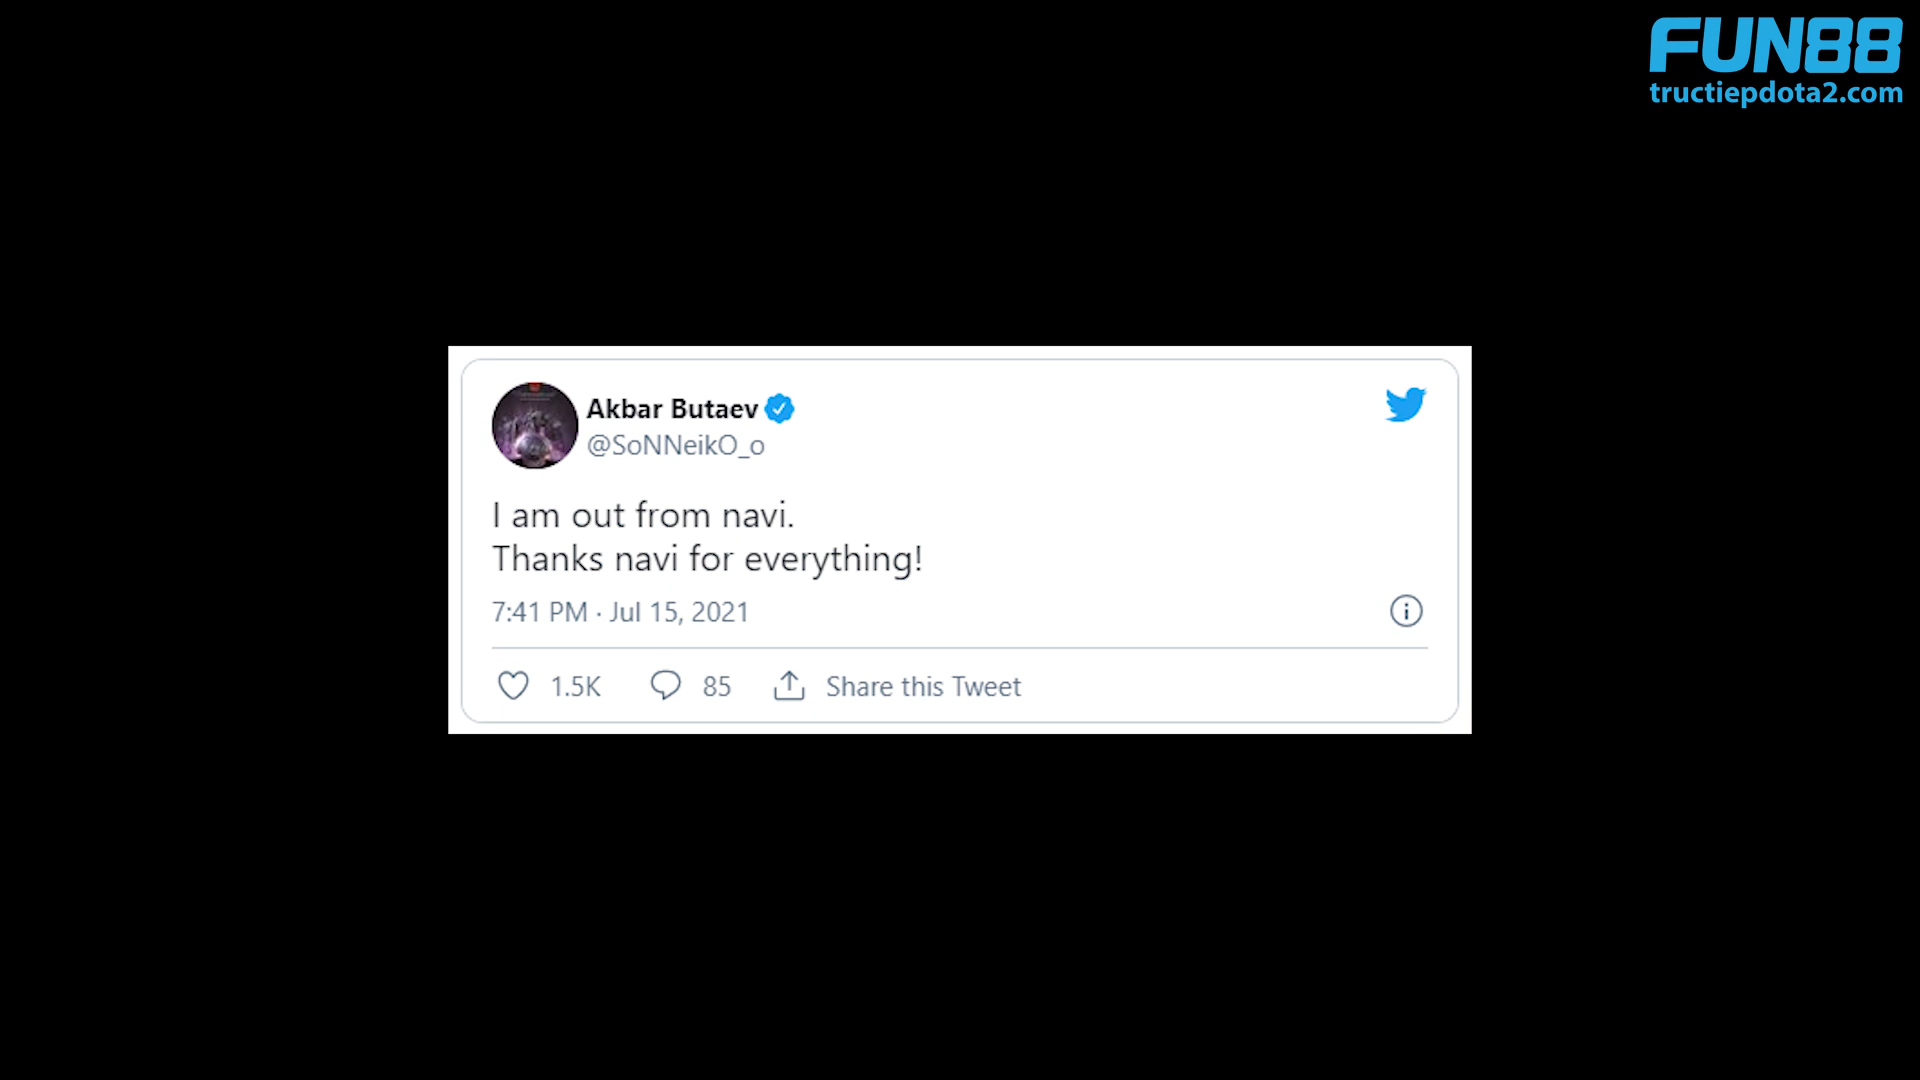 FUN88
tructiepdota2.com
Akbar Butaev
@SoNNeikO_o
I am out from navi.
Thanks navi for everything!
7:41 PM · Jul 15, 2021
1.5K 85 Share this Tweet